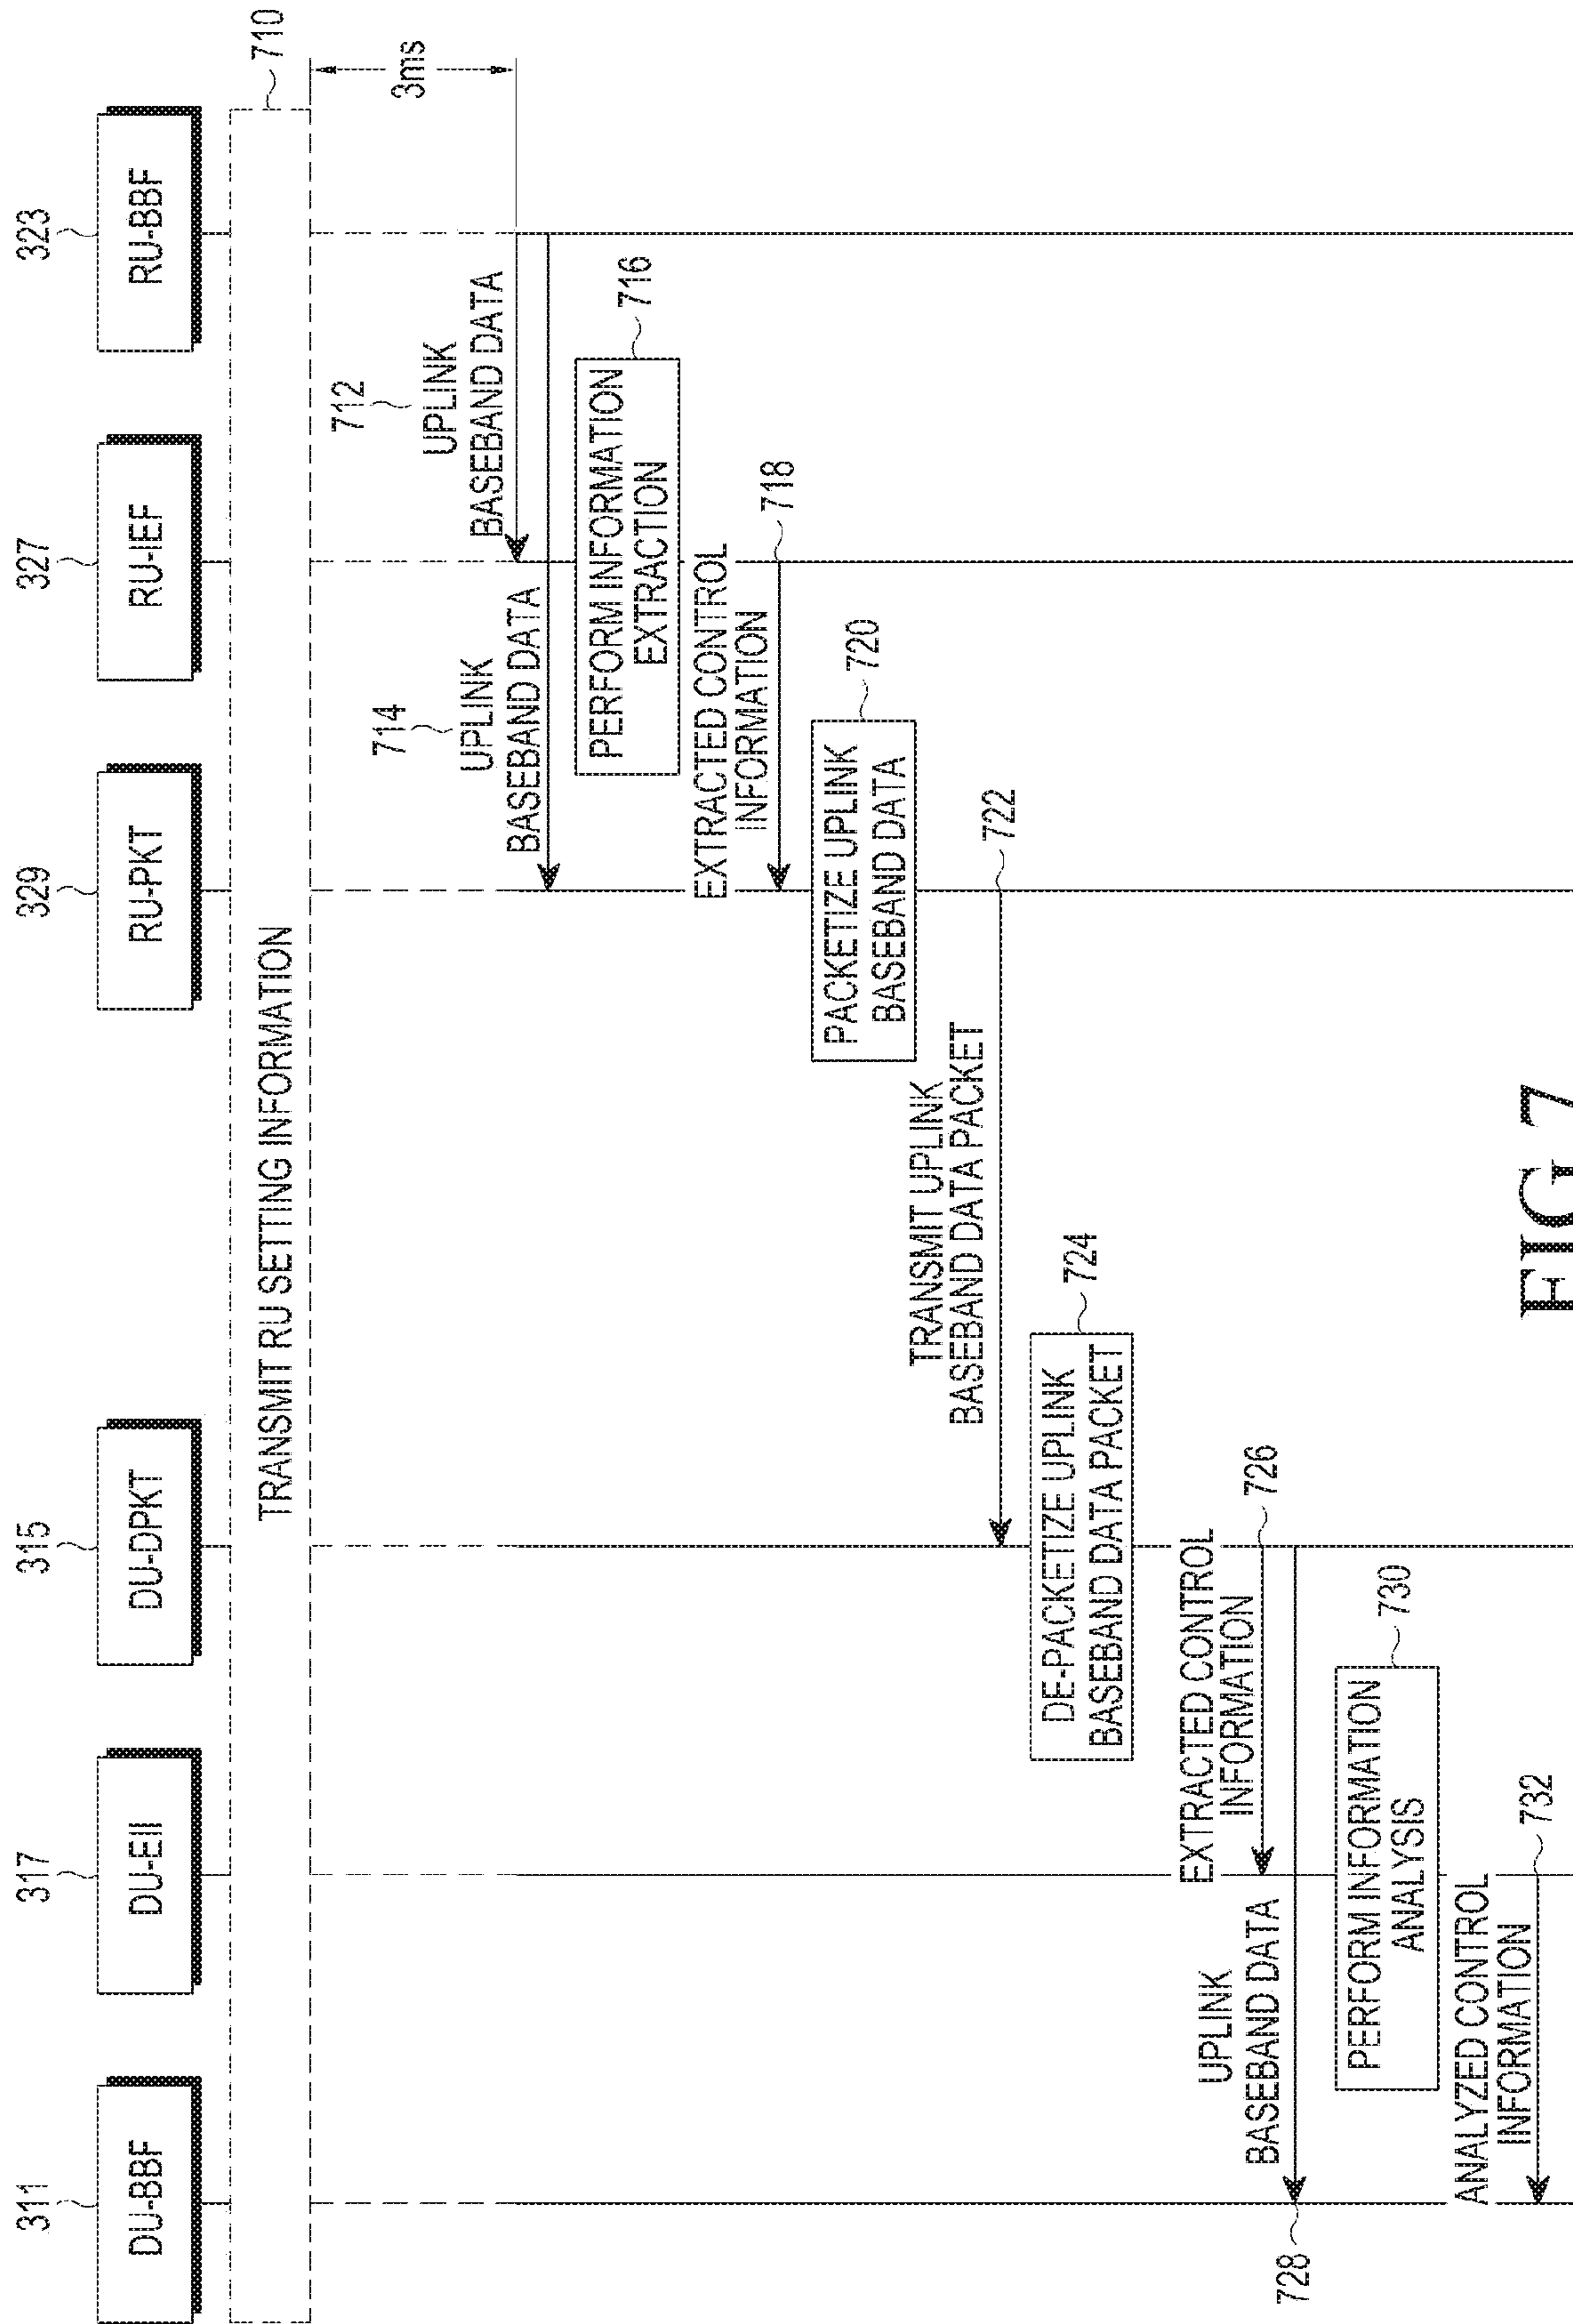 311
317
315
329
327
323
DU-BBF
DU-EII
DU-DPKT
RU-PKT
RU-IEF
RU-BBF
TRANSMIT RU SETTING INFORMATION
710
3ms
712
UPLINK
BASEBAND DATA
714
UPLINK
BASEBAND DATA
PERFORM INFORMATION
EXTRACTION
716
EXTRACTED CONTROL
INFORMATION
718
PACKETIZE UPLINK
BASEBAND DATA
720
TRANSMIT UPLINK
BASEBAND DATA PACKET
722
DE-PACKETIZE UPLINK
BASEBAND DATA PACKET
724
EXTRACTED CONTROL
INFORMATION
726
UPLINK
BASEBAND DATA
728
PERFORM INFORMATION
ANALYSIS
730
ANALYZED CONTROL
INFORMATION
732
FIG.7